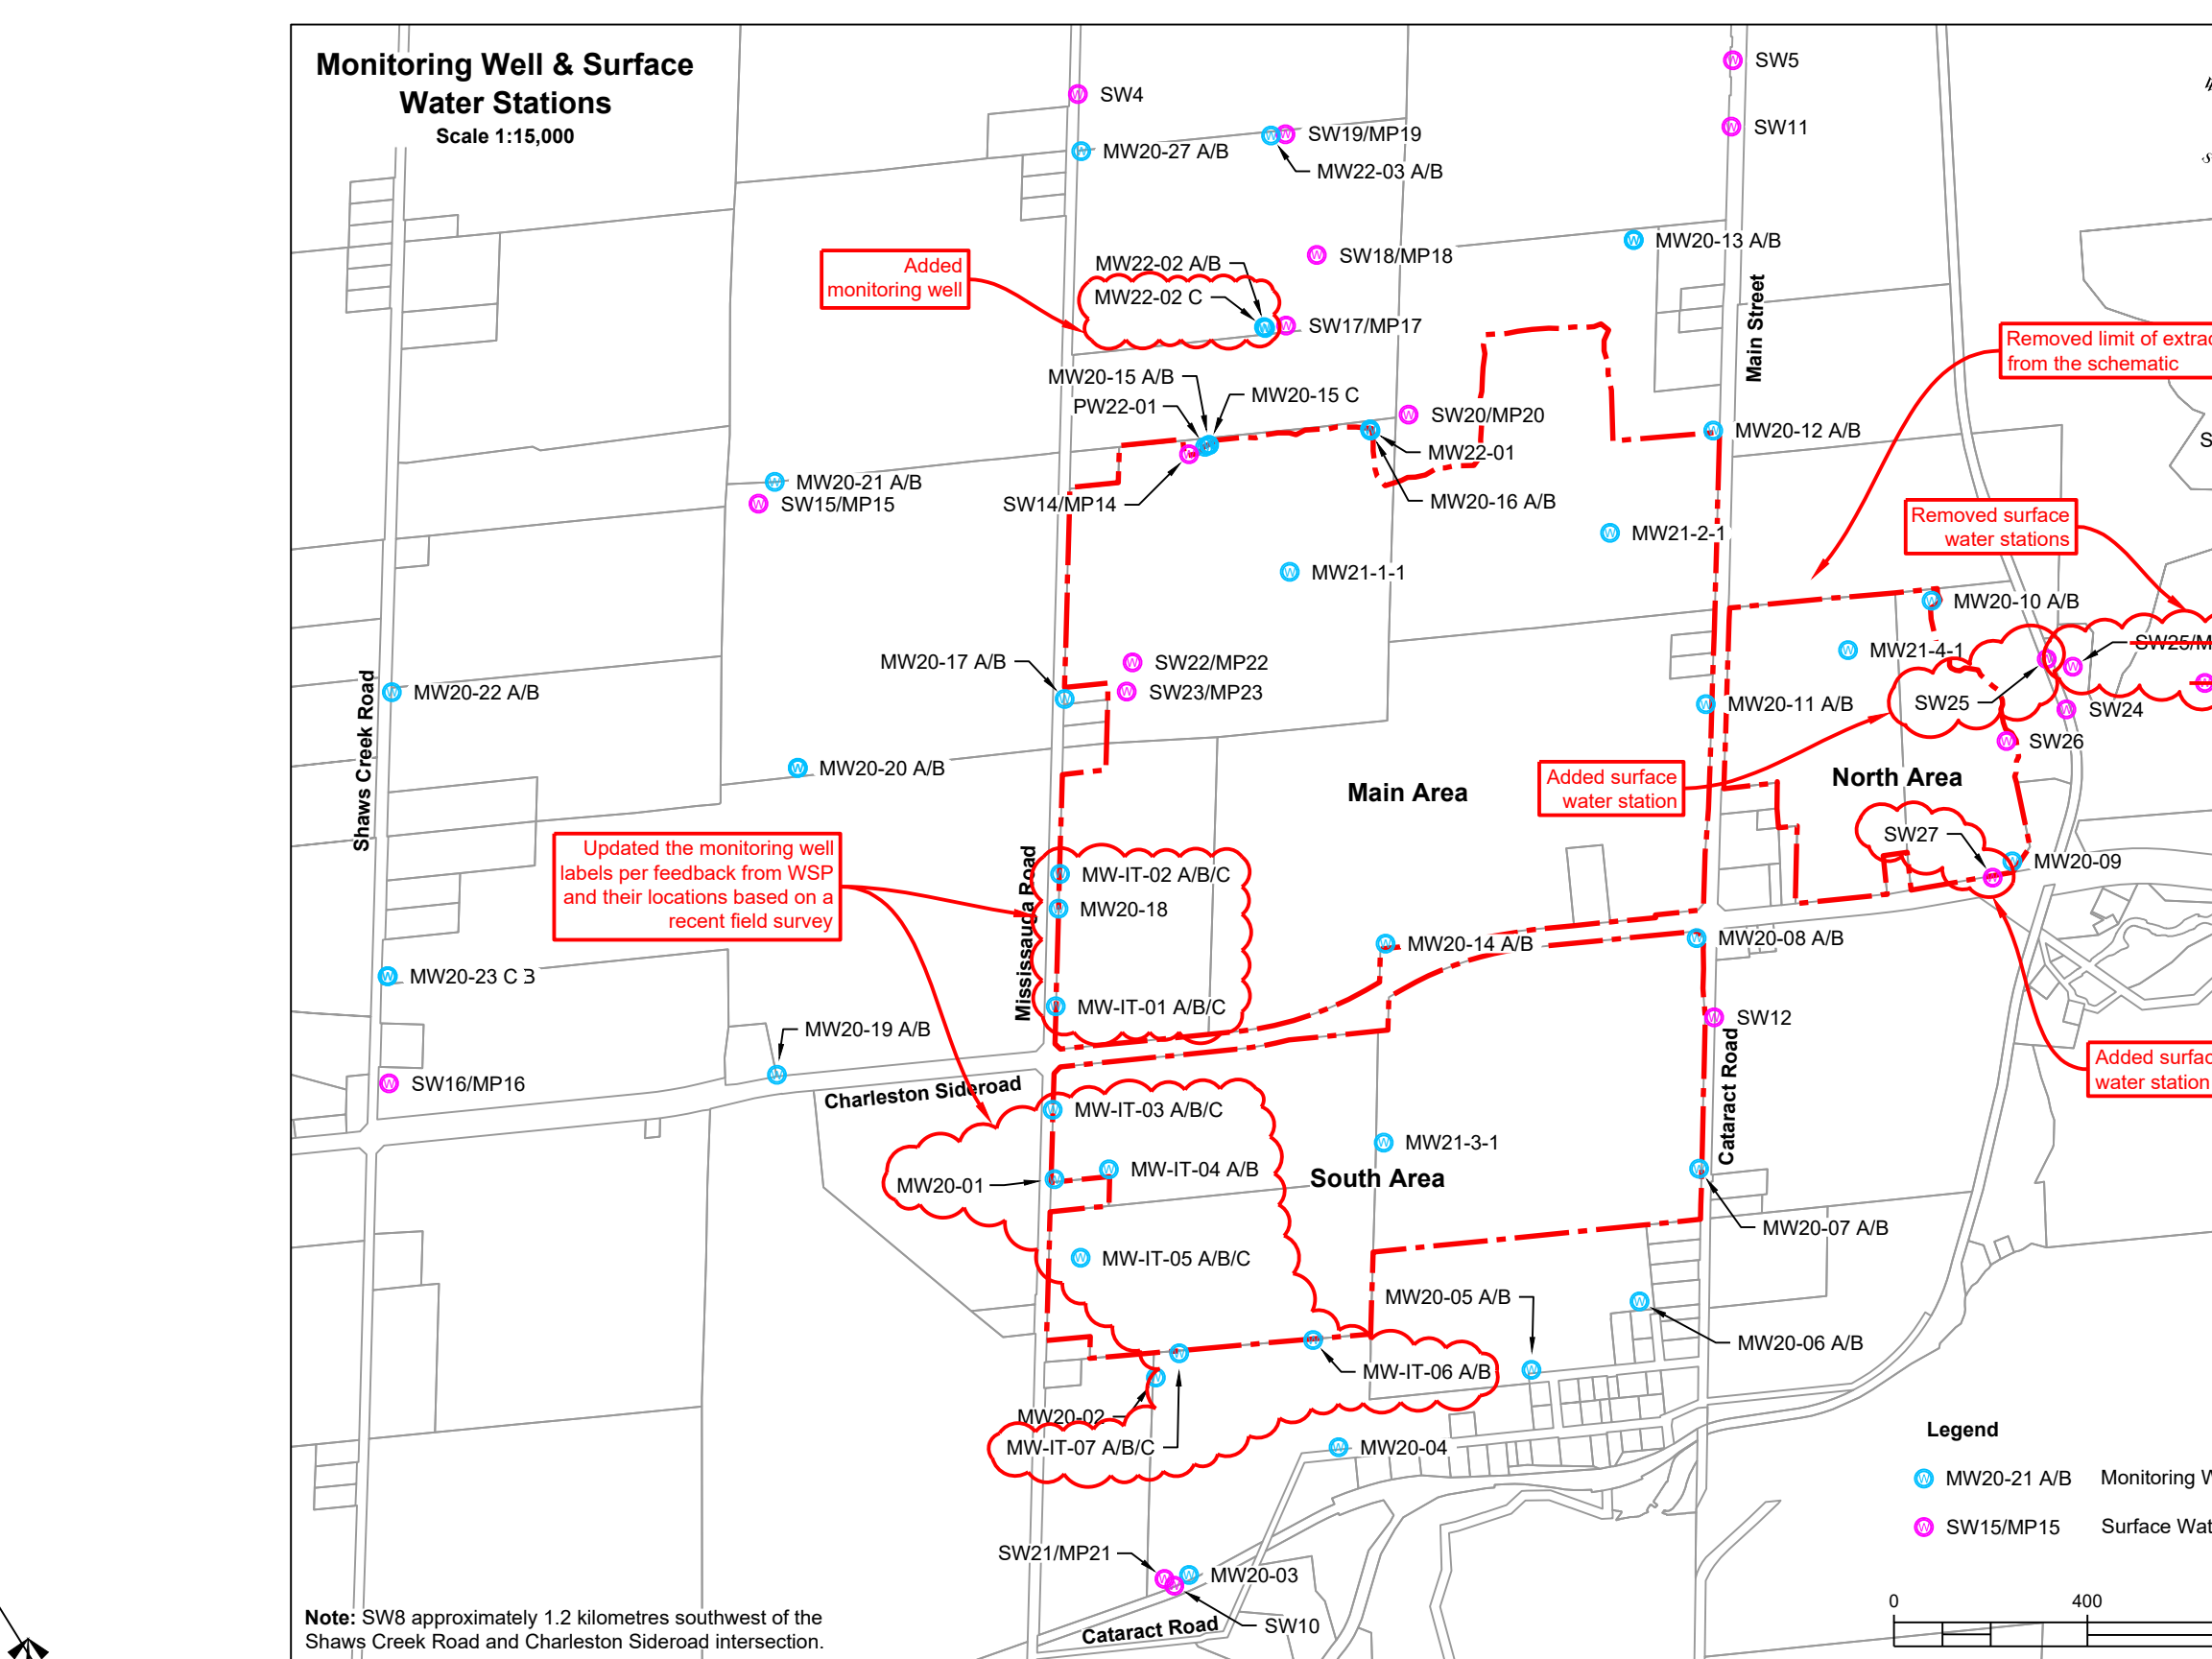 Monitoring Well & Surface
Water Stations
Scale 1:15,000
SW4
SW5
SW11
SW19/MP19
MW20-27 A/B
MW22-03 A/B
MW20-13 A/B
SW18/MP18
Added
monitoring well
MW22-02 A/B
MW22-02 C
SW17/MP17
Main Street
Removed limit of
from the schematic
MW20-15 A/B
MW20-15 C
PW22-01
SW20/MP20
MW20-12 A/B
MW22-01
MW20-21 A/B
SW15/MP15
SW14/MP14
MW20-16 A/B
MW21-2-1
Removed surface
water stations
MW21-1-1
MW20-10 A/B
MW21-4-1
MW20-17 A/B
SW22/MP22
SW23/MP23
MW20-22 A/B
Shaws Creek Road
MW20-11 A/B
SW25
SW24
SW26
MW20-20 A/B
Main Area
Added surface
water station
North Area
Updated the monitoring well
labels per feedback from WSP
and their locations based on a
recent field survey
SW27
MW20-09
MW-IT-02 A/B/C
MW20-18
Mississauga Road
MW20-14 A/B
MW20-08 A/B
MW20-23 C
MW-IT-01 A/B/C
SW12
MW20-19 A/B
Cataract Road
Added
water station
SW16/MP16
Charleston Sideroad
MW-IT-03 A/B/C
MW21-3-1
MW-IT-04 A/B
MW20-01
South Area
MW20-07 A/B
MW-IT-05 A/B/C
MW20-05 A/B
MW20-06 A/B
MW-IT-06 A/B
MW20-02
MW-IT-07 A/B/C
MW20-04
Legend
MW20-21 A/B Monitoring
SW15/MP15 Surface
SW21/MP21
MW20-03
SW10
Cataract Road
0 400
Note: SW8 approximately 1.2 kilometres southwest of the
Shaws Creek Road and Charleston Sideroad intersection.